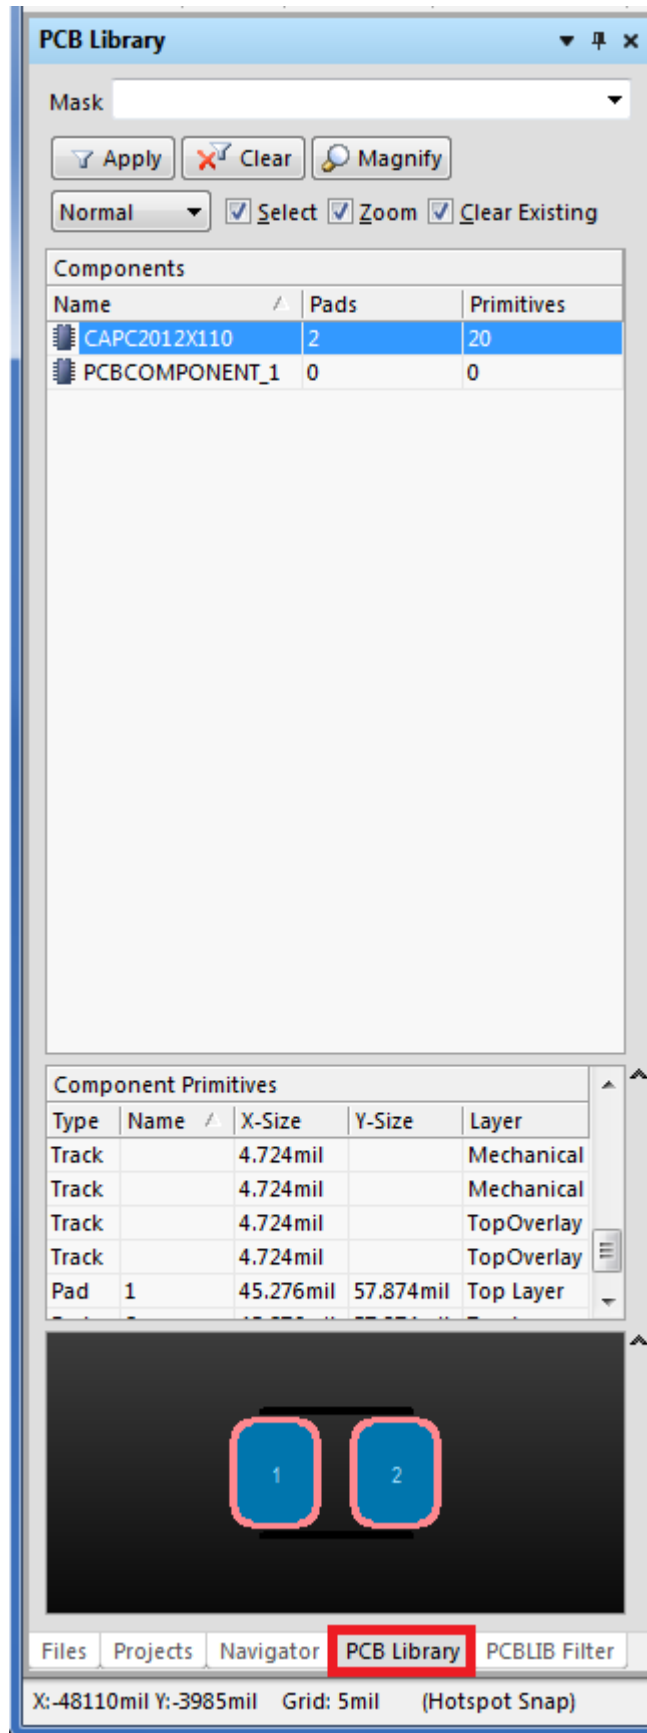 PCB Library
Mask
Apply Clear Magnify
Normal Select Zoom Clear Existing
Components
Name Pads Primitives
CAPC2012X110 2 20
PCBCOMPONENT_1 0 0
Component Primitives
Type Name X-Size Y-Size Layer
Track 4.724mil Mechanical
Track 4.724mil Mechanical
Track 4.724mil TopOverlay
Track 4.724mil TopOverlay
Pad 1 45.276mil 57.874mil Top Layer
1 2
Files Projects Navigator PCB Library PCBLIB Filter
X:-48110mil Y:-3985mil Grid: 5mil (Hotspot Snap)